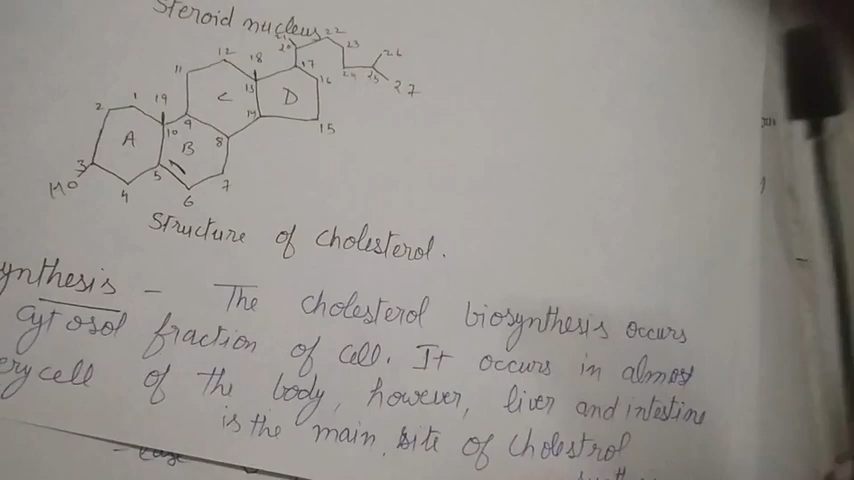 Steroid nucleus
21 22
20 23 26
12 18 17 24 25 27
11 13 16
C D
1 19 9 14 15
2 10 8
A B
3 5 7
HO 4 6
Structure of Cholesterol.
ynthesis - The cholesterol biosynthesis occurs
Cytosol fraction of cell. It occurs in almost
ery cell of the body, however, liver and intestine
is the main site of Cholestrol